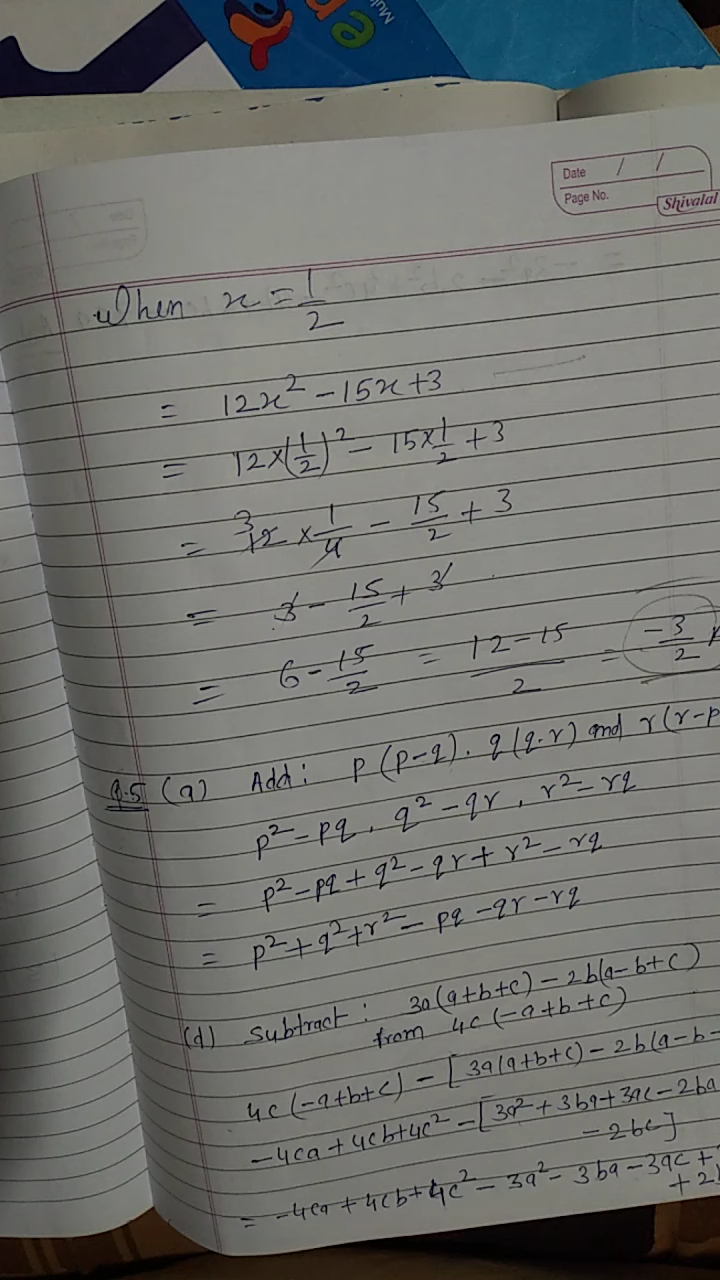 Date / /
Page No.
Shivalal
When x = 1/2
= 12x² - 15x + 3
= 12 × (1/2)² - 15 × 1/2 + 3
= 3 12 × 1/4 - 15/2 + 3
= 3 - 15/2 + 3
= 6 - 15/2 = 12 - 15 / 2 = -3/2
Q.5 (a) Add : p (p-q). q (q-r) and r (r-p
p² - pq, q² - qr, r² - rq
= p² - pq + q² - qr + r² - rq
= p² + q² + r² - pq - qr - rq
(d) Subtract : 3a (a+b+c) - 2b (a-b+c)
from 4c (-a+b+c)
4c (-a+b+c) - [3a (a+b+c) - 2b (a-b
-4ca + 4cb + 4c² - [3a² + 3ba + 3ac - 2ba
- 2bc]
= -4ca + 4cb + 4c² - 3a² - 3ba - 3ac +